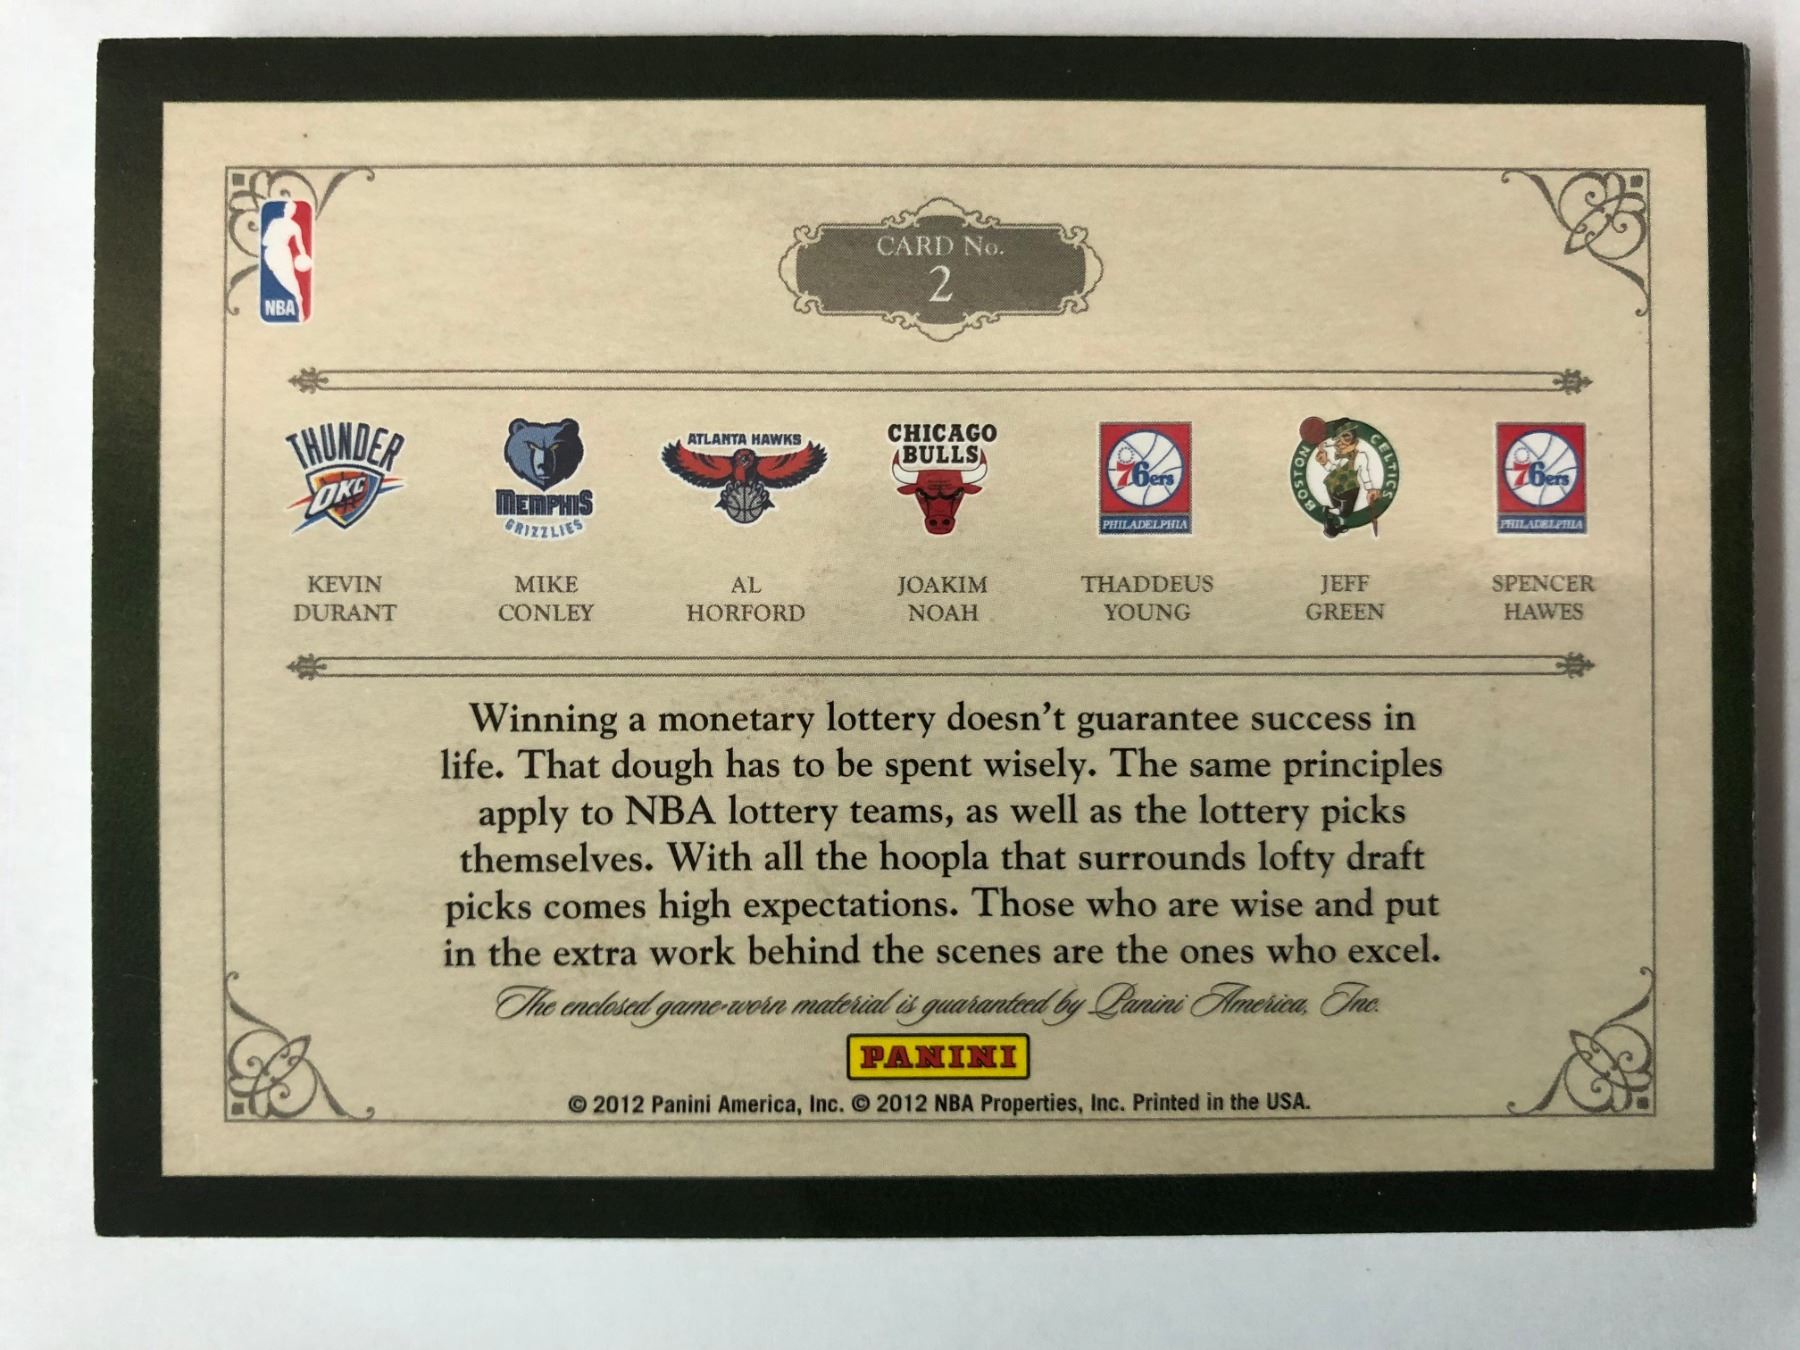 NBA
CARD No.
2
THUNDER
OKC
MEMPHIS
GRIZZLIES
ATLANTA HAWKS
CHICAGO
BULLS
76ers
PHILADELPHIA
BOSTON CELTICS
76ers
PHILADELPHIA
KEVIN
DURANT
MIKE
CONLEY
AL
HORFORD
JOAKIM
NOAH
THADDEUS
YOUNG
JEFF
GREEN
SPENCER
HAWES
Winning a monetary lottery doesn't guarantee success in
life. That dough has to be spent wisely. The same principles
apply to NBA lottery teams, as well as the lottery picks
themselves. With all the hoopla that surrounds lofty draft
picks comes high expectations. Those who are wise and put
in the extra work behind the scenes are the ones who excel.
The enclosed game-worn material is guaranteed by Panini America, Inc.
PANINI
© 2012 Panini America, Inc. © 2012 NBA Properties, Inc. Printed in the USA.